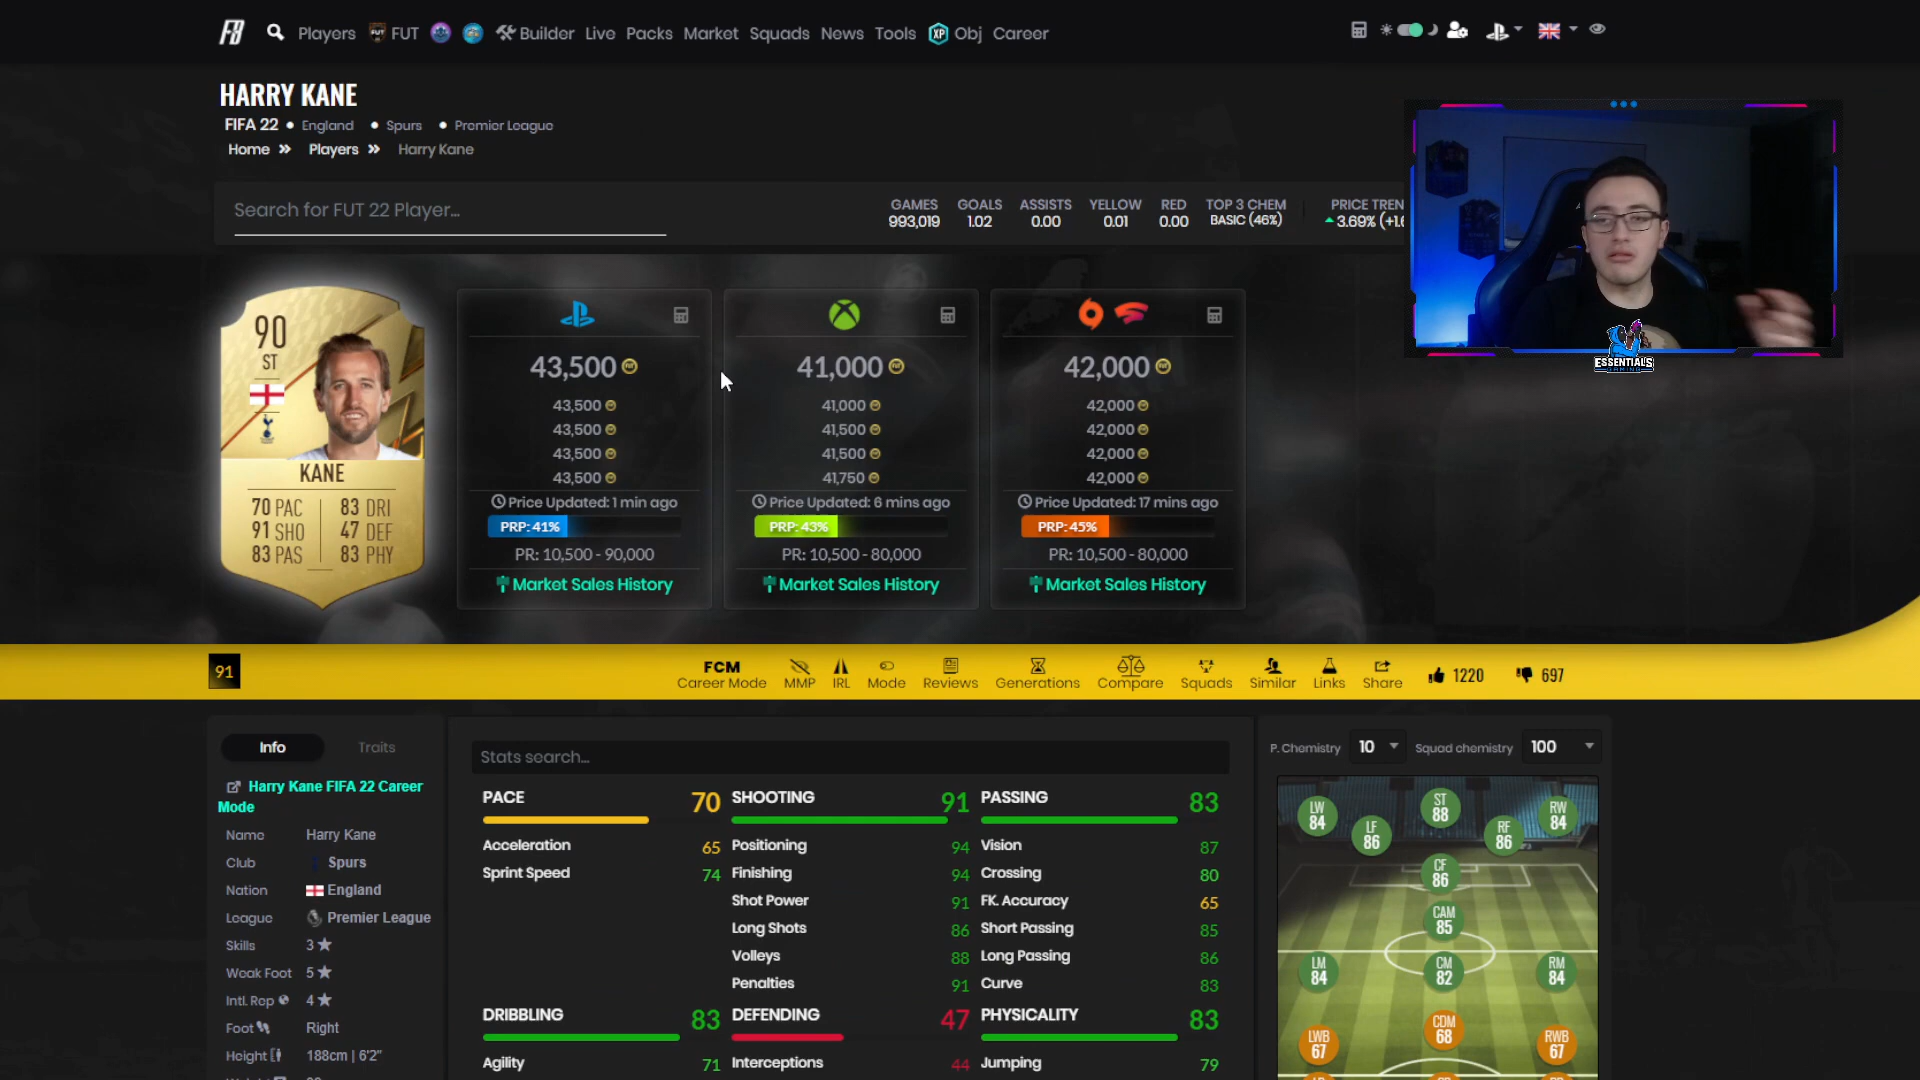 F8 Players FUT Builder Live Packs Market Squads News Tools XP Obj Career
HARRY KANE
FIFA 22 • England • Spurs • Premier League
Home » Players » Harry Kane
Search for FUT 22 Player...
GAMES GOALS ASSISTS YELLOW RED TOP 3 CHEM PRICE TREN
993,019 1.02 0.00 0.01 0.00 BASIC (46%) 3.69% (+1.6
ESSENTIALS
GAMING
90
ST
KANE
70 PAC 83 DRI
91 SHO 47 DEF
83 PAS 83 PHY
43,500
43,500
43,500
43,500
43,500
Price Updated: 1 min ago
PRP: 41%
PR: 10,500 - 90,000
Market Sales History
41,000
41,000
41,500
41,500
41,750
Price Updated: 6 mins ago
PRP: 43%
PR: 10,500 - 80,000
Market Sales History
42,000
42,000
42,000
42,000
42,000
Price Updated: 17 mins ago
PRP: 45%
PR: 10,500 - 80,000
Market Sales History
91
FCM
Career Mode MMP IRL Mode Reviews Generations Compare Squads Similar Links Share 1220 697
Info Traits
Harry Kane FIFA 22 Career
Mode
Name Harry Kane
Club Spurs
Nation England
League Premier League
Skills 3
Weak Foot 5
Intl. Rep 4
Foot Right
Height 188cm | 6'2"
Stats search...
PACE 70
Acceleration 65
Sprint Speed 74
SHOOTING 91
Positioning 94
Finishing 94
Shot Power 91
Long Shots 86
Volleys 88
Penalties 91
PASSING 83
Vision 87
Crossing 80
FK. Accuracy 65
Short Passing 85
Long Passing 86
Curve 83
DRIBBLING 83
Agility 71
DEFENDING 47
Interceptions 44
PHYSICALITY 83
Jumping 79
P. Chemistry 10 Squad chemistry 100
LW
84
ST
88
RW
84
LF
86
RF
86
CF
86
CAM
85
LM
84
CM
82
RM
84
LWB
67
CDM
68
RWB
67